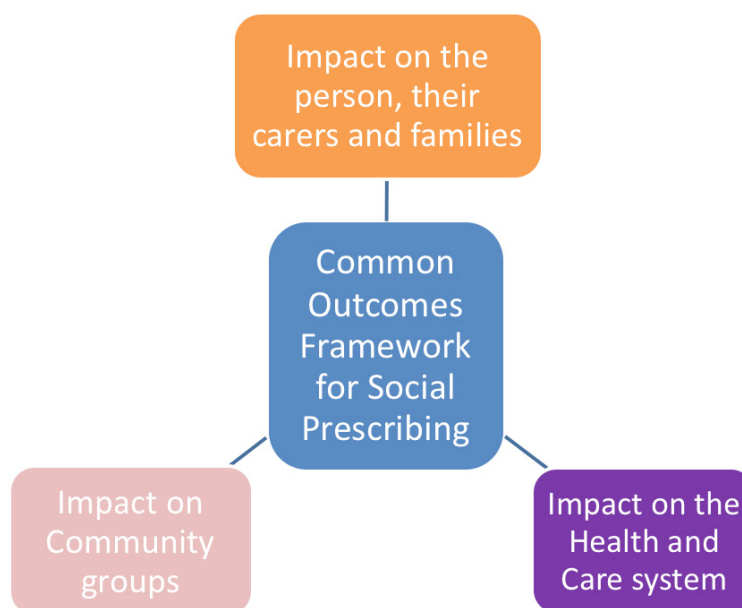 Impact on the
person, their
carers and families
Common
Outcomes
Framework
for Social
Prescribing
Impact on
Community
groups
Impact on the
Health and
Care system